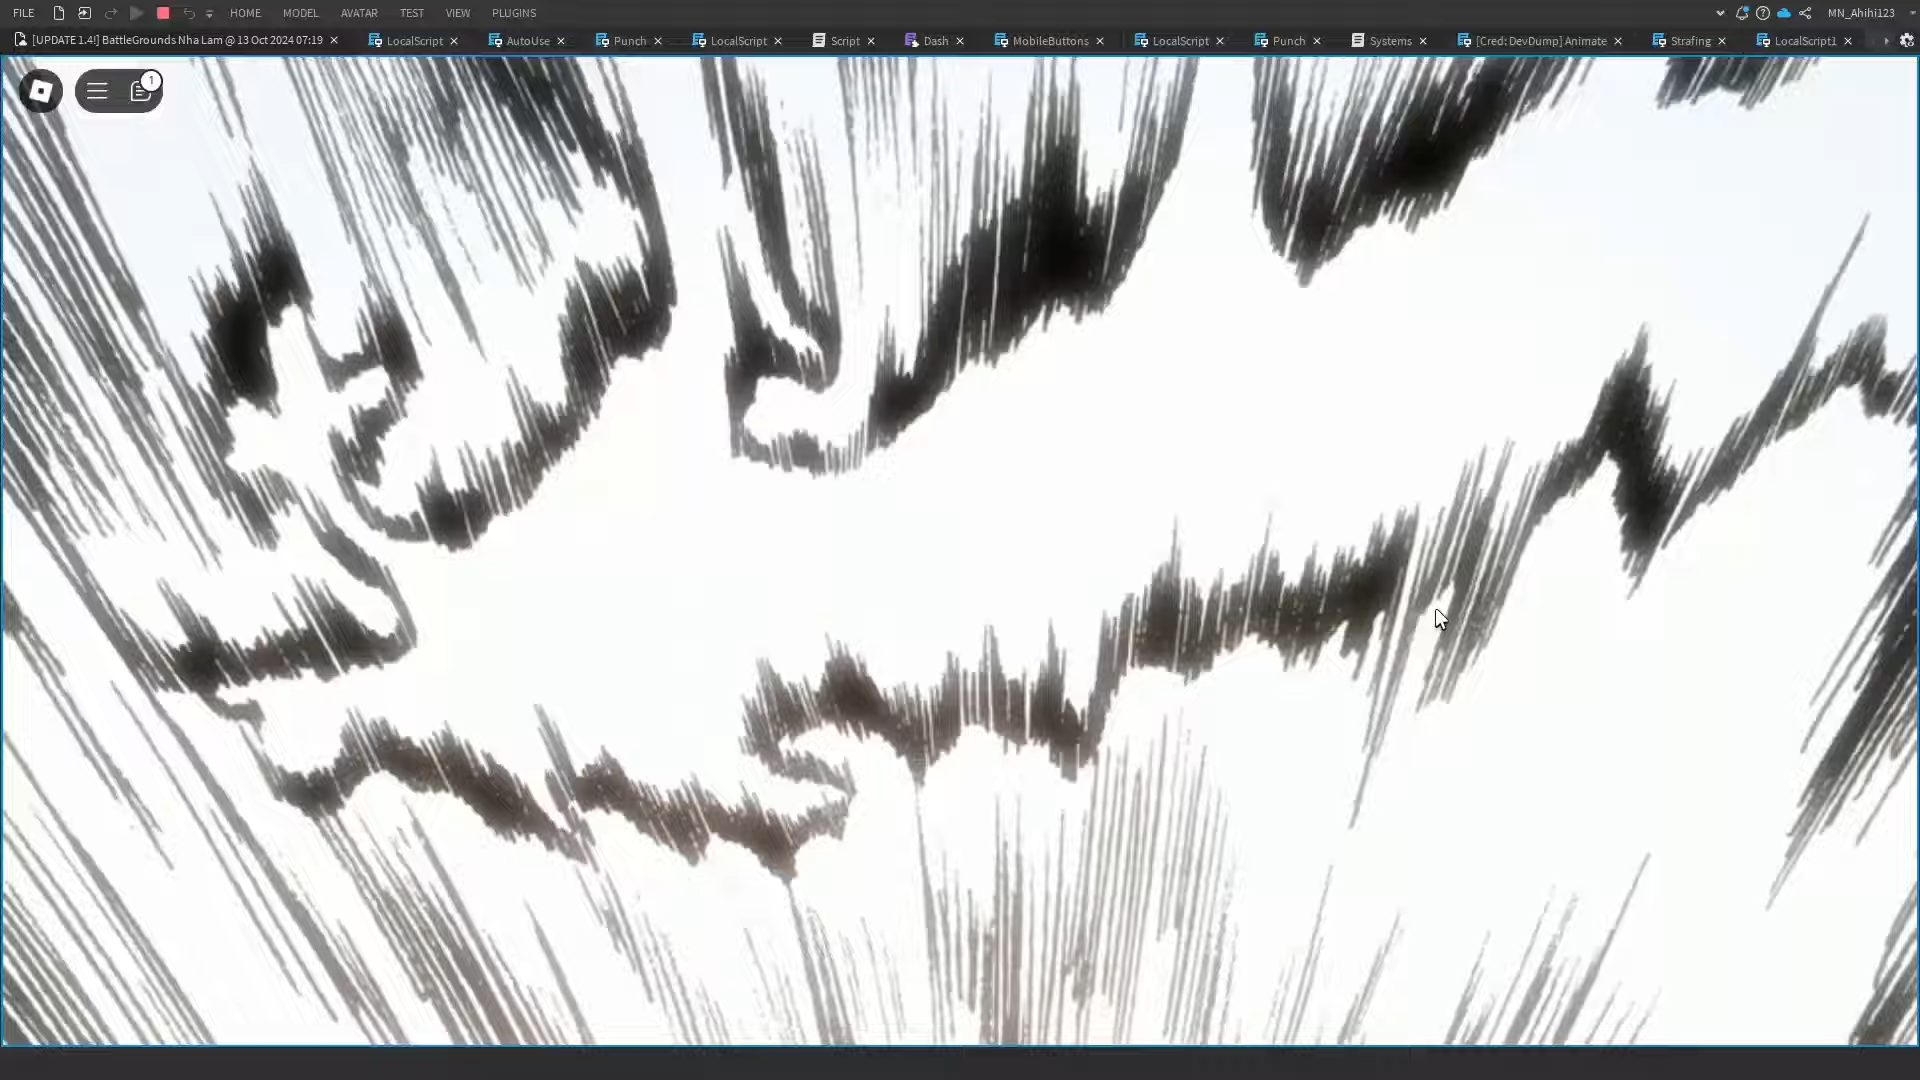 FILE HOME MODEL AVATAR TEST VIEW PLUGINS MN_Ahihi123
[UPDATE 1.4!] BattleGrounds Nha Lam @ 13 Oct 2024 07:19 LocalScript AutoUse Punch LocalScript Script Dash MobileButtons LocalScript Punch Systems [Cred: DevDump] Animate Strafing LocalScript1
1